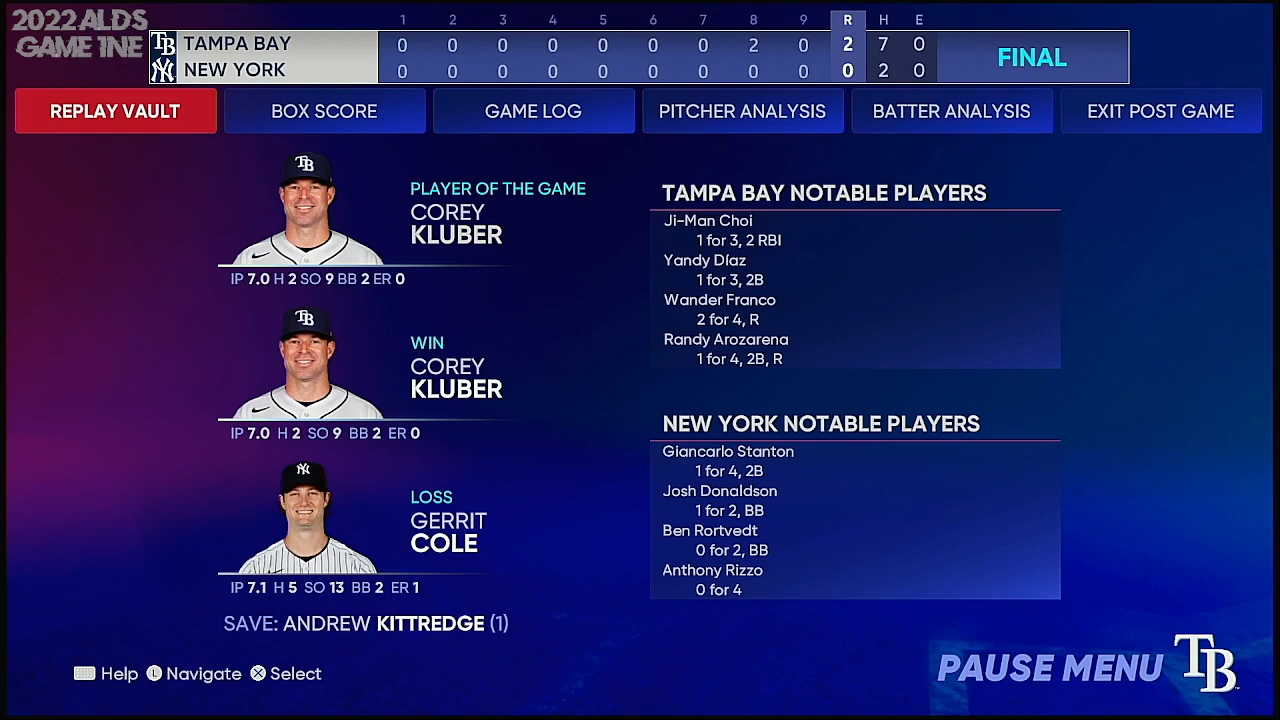 2022 ALDS
GAME 1NE
1 2 3 4 5 6 7 8 9 R H E
TB TAMPA BAY 0 0 0 0 0 0 0 2 0 2 7 0
NY NEW YORK 0 0 0 0 0 0 0 0 0 0 2 0
FINAL
REPLAY VAULT BOX SCORE GAME LOG PITCHER ANALYSIS BATTER ANALYSIS EXIT POST GAME
TB
PLAYER OF THE GAME
COREY
KLUBER
IP 7.0 H 2 SO 9 BB 2 ER 0
TB
WIN
COREY
KLUBER
IP 7.0 H 2 SO 9 BB 2 ER 0
NY
LOSS
GERRIT
COLE
IP 7.1 H 5 SO 13 BB 2 ER 1
SAVE: ANDREW KITTREDGE (1)
TAMPA BAY NOTABLE PLAYERS
Ji-Man Choi
1 for 3, 2 RBI
Yandy Díaz
1 for 3, 2B
Wander Franco
2 for 4, R
Randy Arozarena
1 for 4, 2B, R
NEW YORK NOTABLE PLAYERS
Giancarlo Stanton
1 for 4, 2B
Josh Donaldson
1 for 2, BB
Ben Rortvedt
0 for 2, BB
Anthony Rizzo
0 for 4
Help L Navigate X Select
PAUSE MENU TB